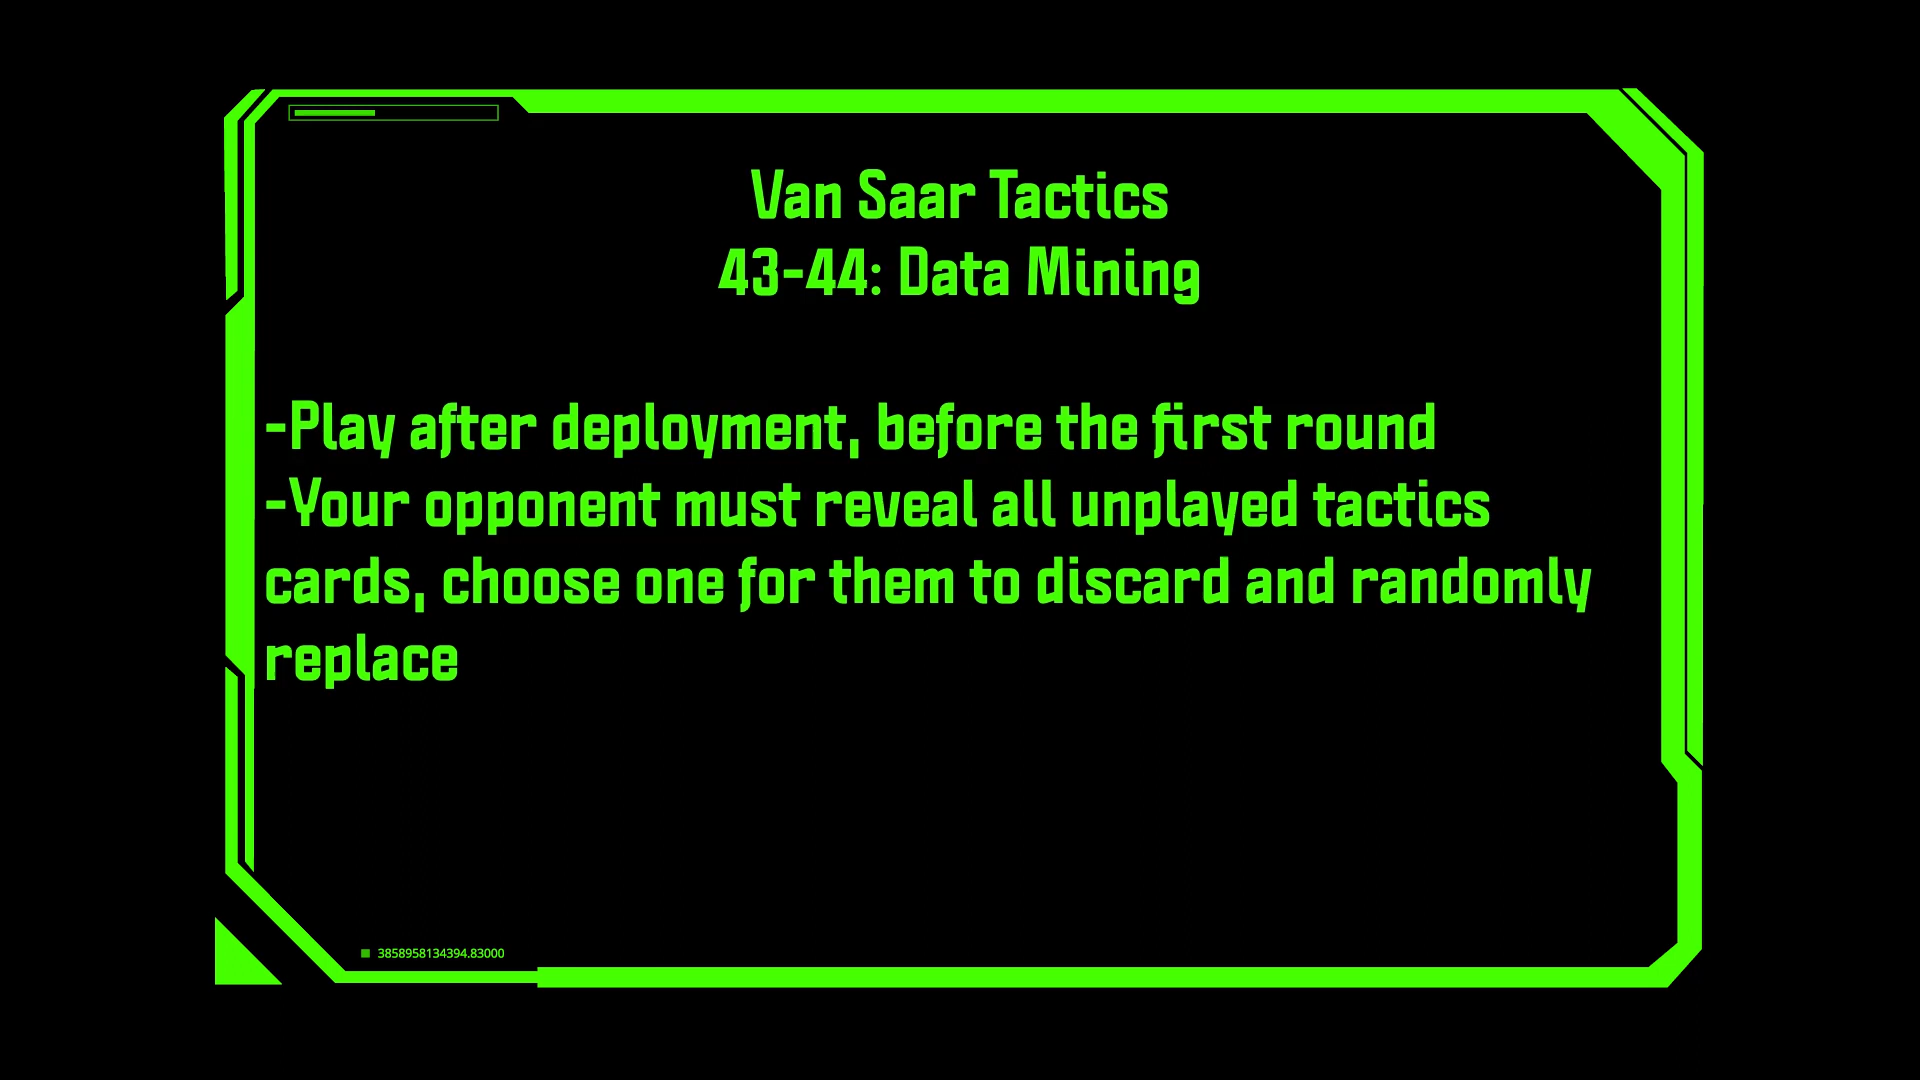 Van Saar Tactics
43-44: Data Mining
-Play after deployment, before the first round
-Your opponent must reveal all unplayed tactics
cards, choose one for them to discard and randomly
replace
3858958134394.83000